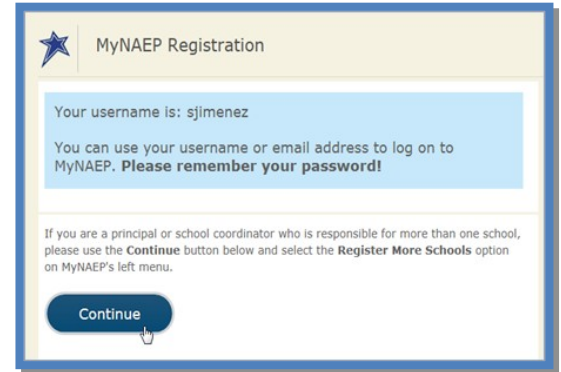 MyNAEP Registration
Your username is: sjimenez
You can use your username or email address to log on to
MyNAEP. Please remember your password!
If you are a principal or school coordinator who is responsible for more than one school,
please use the Continue button below and select the Register More Schools option
on MyNAEP's left menu.
Continue